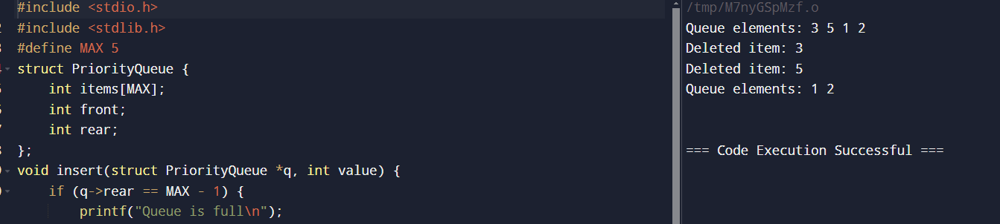 #include <stdio.h>
#include <stdlib.h>
#define MAX 5
struct PriorityQueue {
int items[MAX];
int front;
int rear;
};
void insert(struct PriorityQueue *q, int value) {
if (q->rear == MAX - 1) {
printf("Queue is full\n");
/tmp/M7nyGSpMzf.o
Queue elements: 3 5 1 2
Deleted item: 3
Deleted item: 5
Queue elements: 1 2
=== Code Execution Successful ===